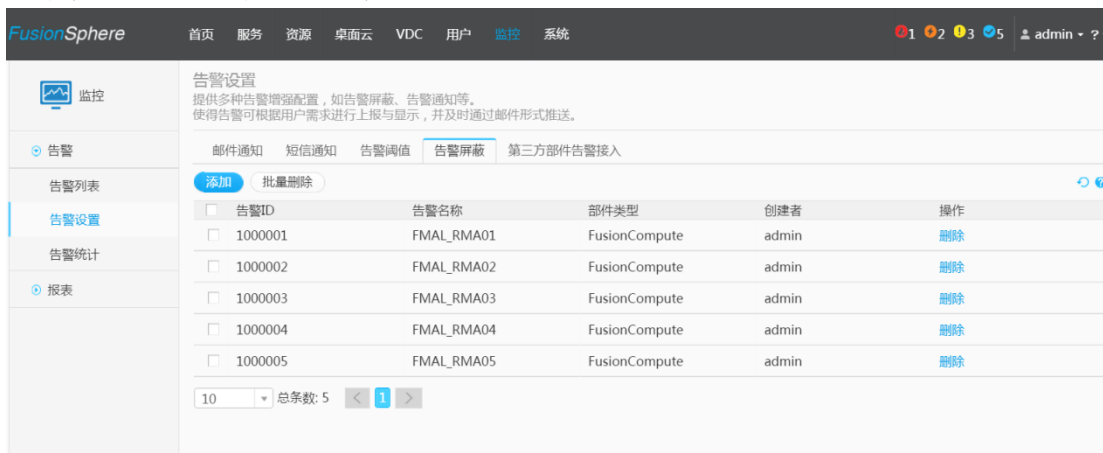 FusionSphere 首页 服务 资源 桌面云 VDC 用户 监控 系统 1 2 3 5 admin ?
监控
告警设置
提供多种告警增强配置，如告警屏蔽、告警通知等。
使得告警可根据用户需求进行上报与显示，并及时通过邮件形式推送。
告警
告警列表
告警设置
告警统计
报表
邮件通知 短信通知 告警阈值 告警屏蔽 第三方部件告警接入
添加 批量删除
告警ID 告警名称 部件类型 创建者 操作
1000001 FMAL_RMA01 FusionCompute admin 删除
1000002 FMAL_RMA02 FusionCompute admin 删除
1000003 FMAL_RMA03 FusionCompute admin 删除
1000004 FMAL_RMA04 FusionCompute admin 删除
1000005 FMAL_RMA05 FusionCompute admin 删除
10 总条数: 5 < 1 >